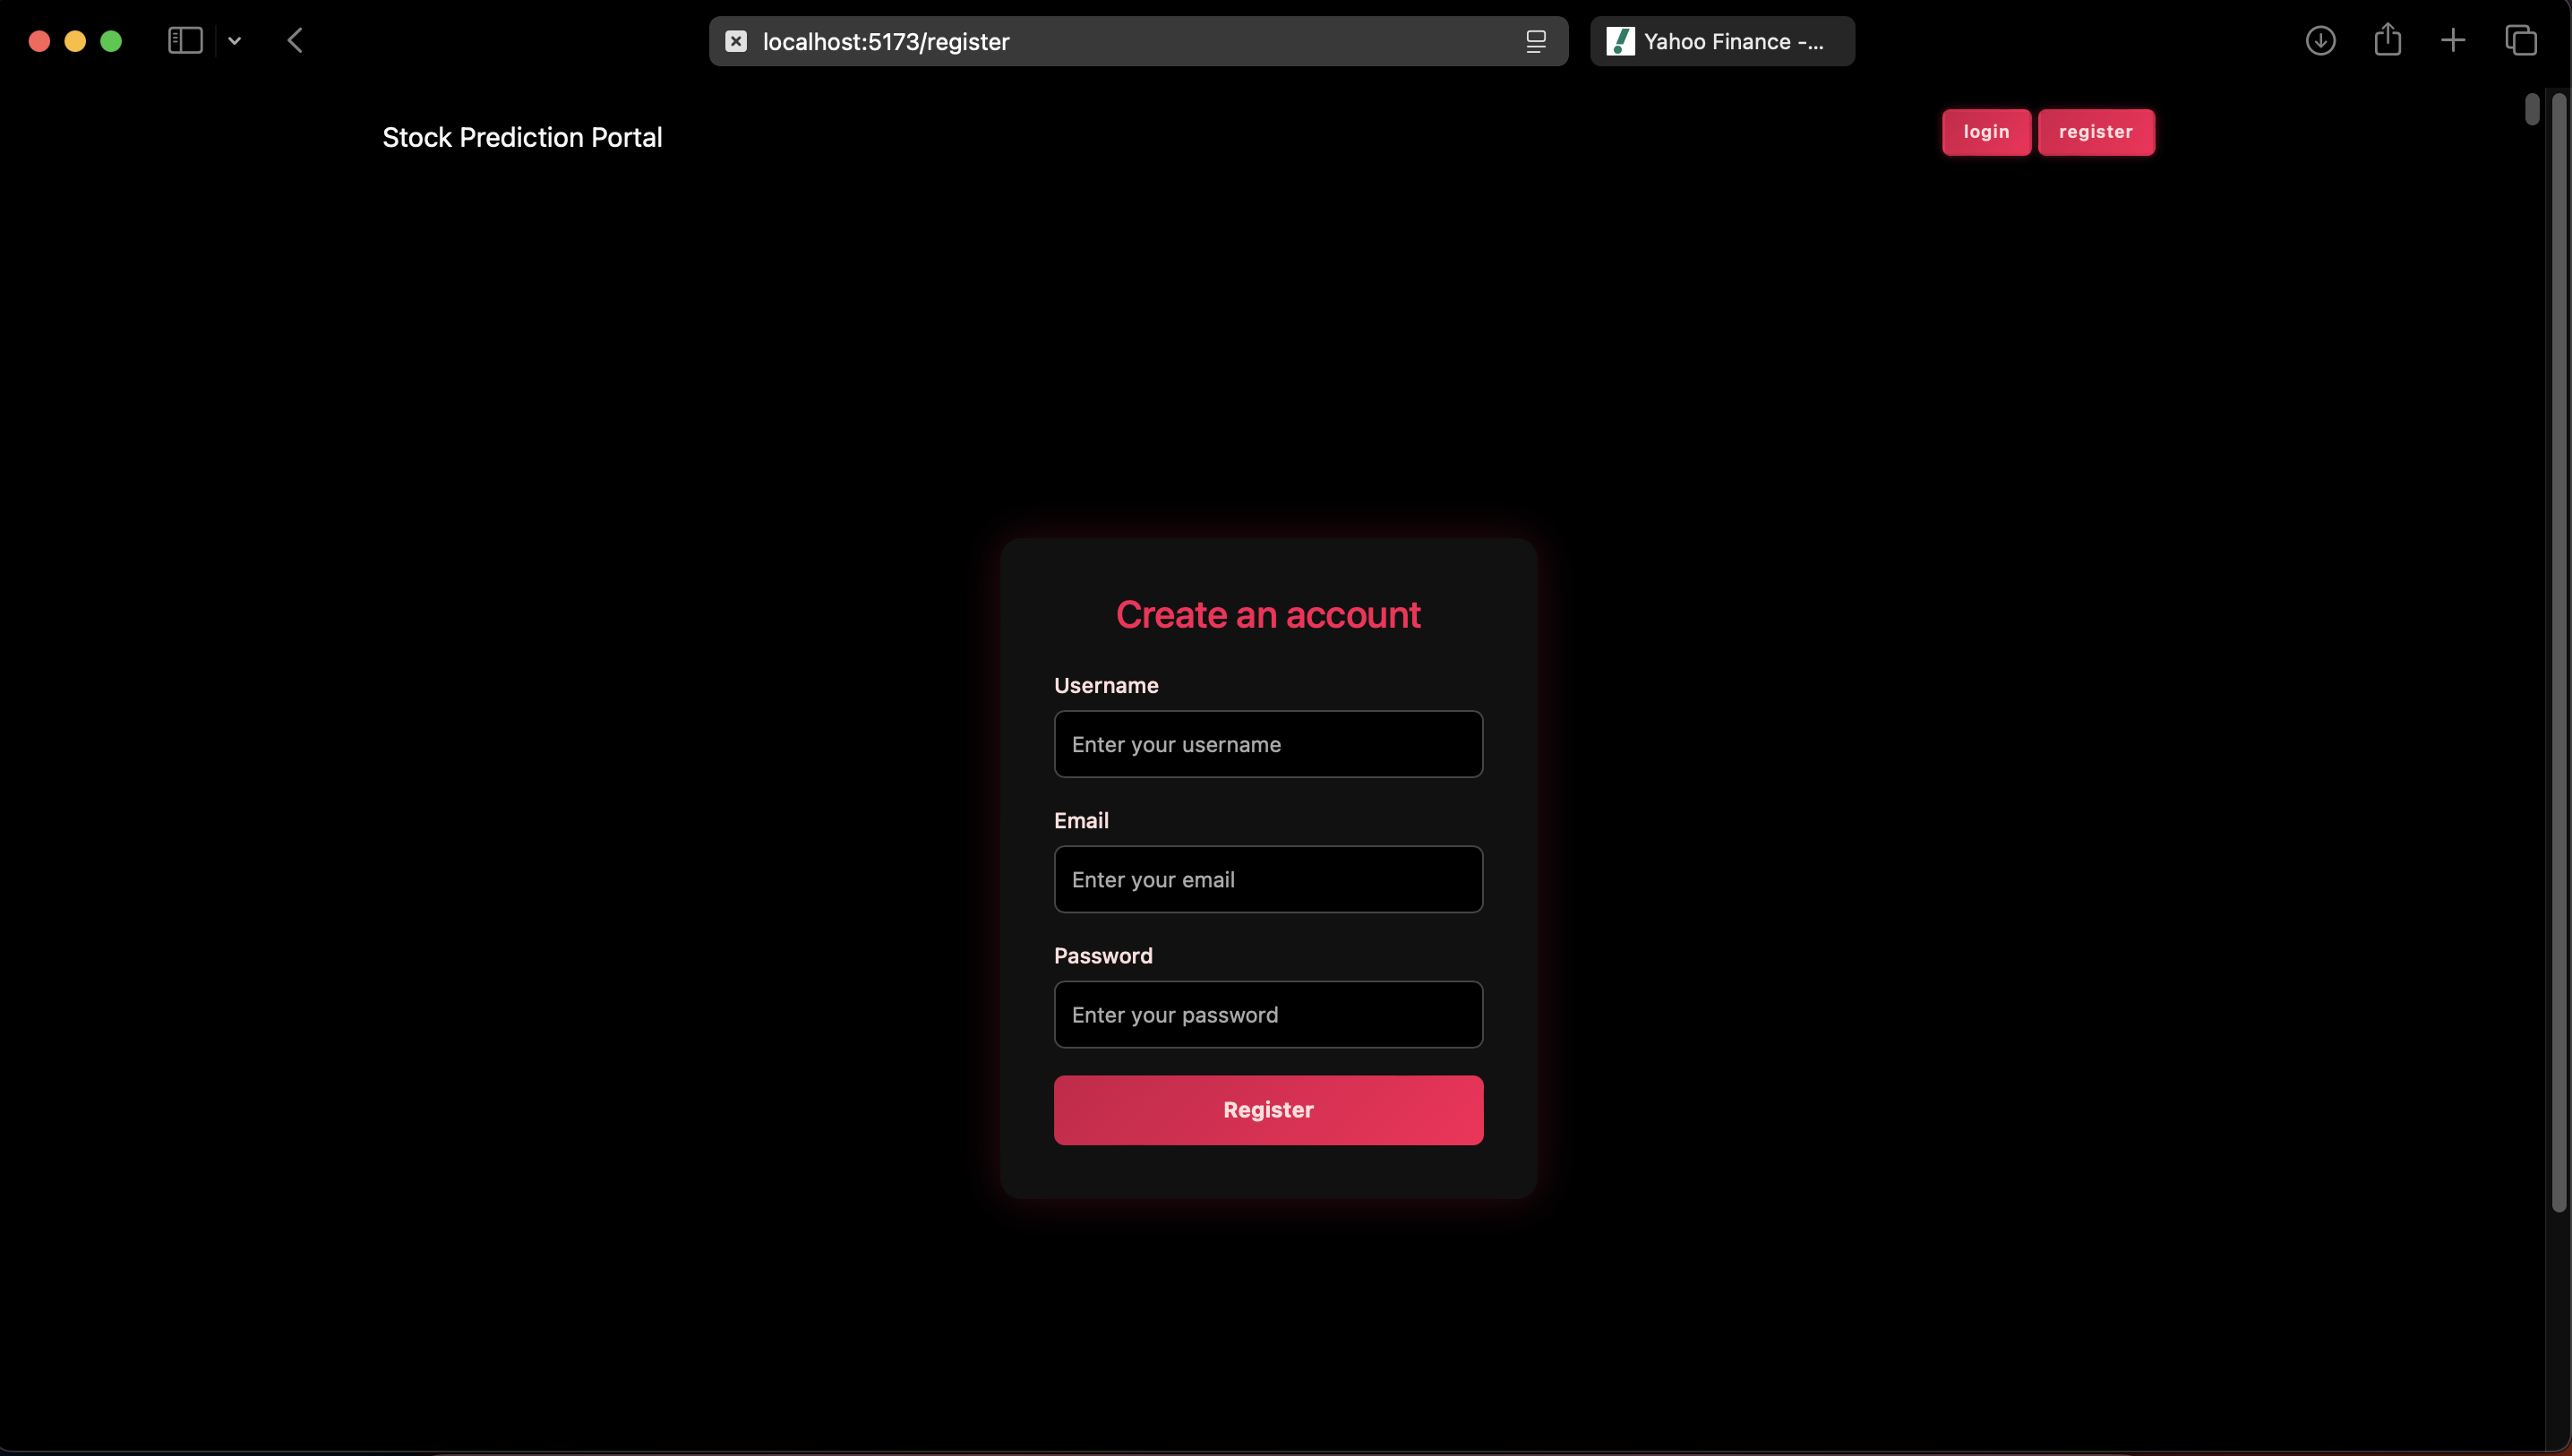 localhost:5173/register
Yahoo Finance -...
Stock Prediction Portal
login
register
Create an account
Username
Enter your username
Email
Enter your email
Password
Enter your password
Register